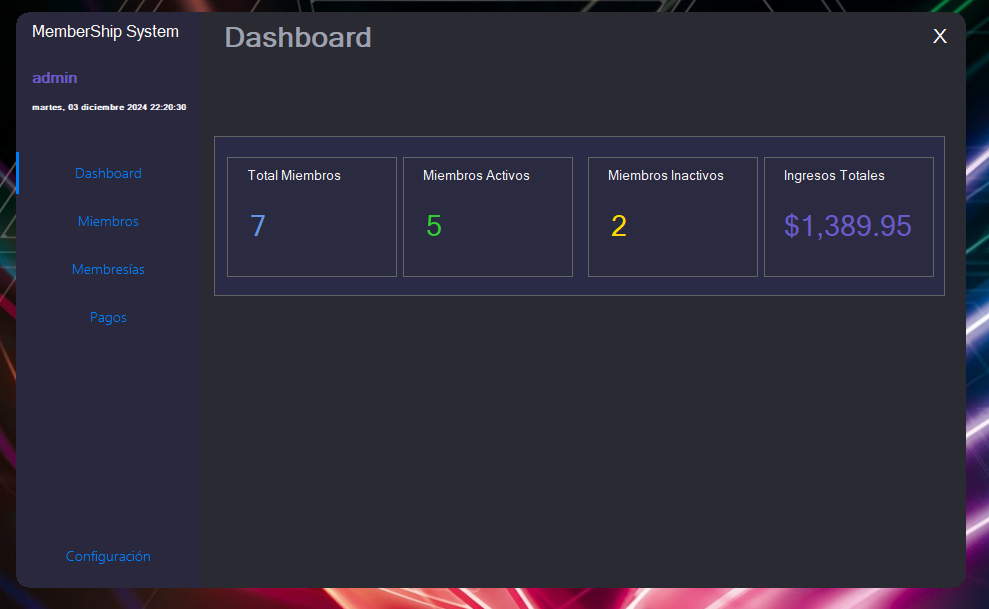 MemberShip System
admin
martes, 03 diciembre 2024 22:20:30
Dashboard
Miembros
Membresías
Pagos
Configuración
Dashboard
X
Total Miembros
7
Miembros Activos
5
Miembros Inactivos
2
Ingresos Totales
$1,389.95